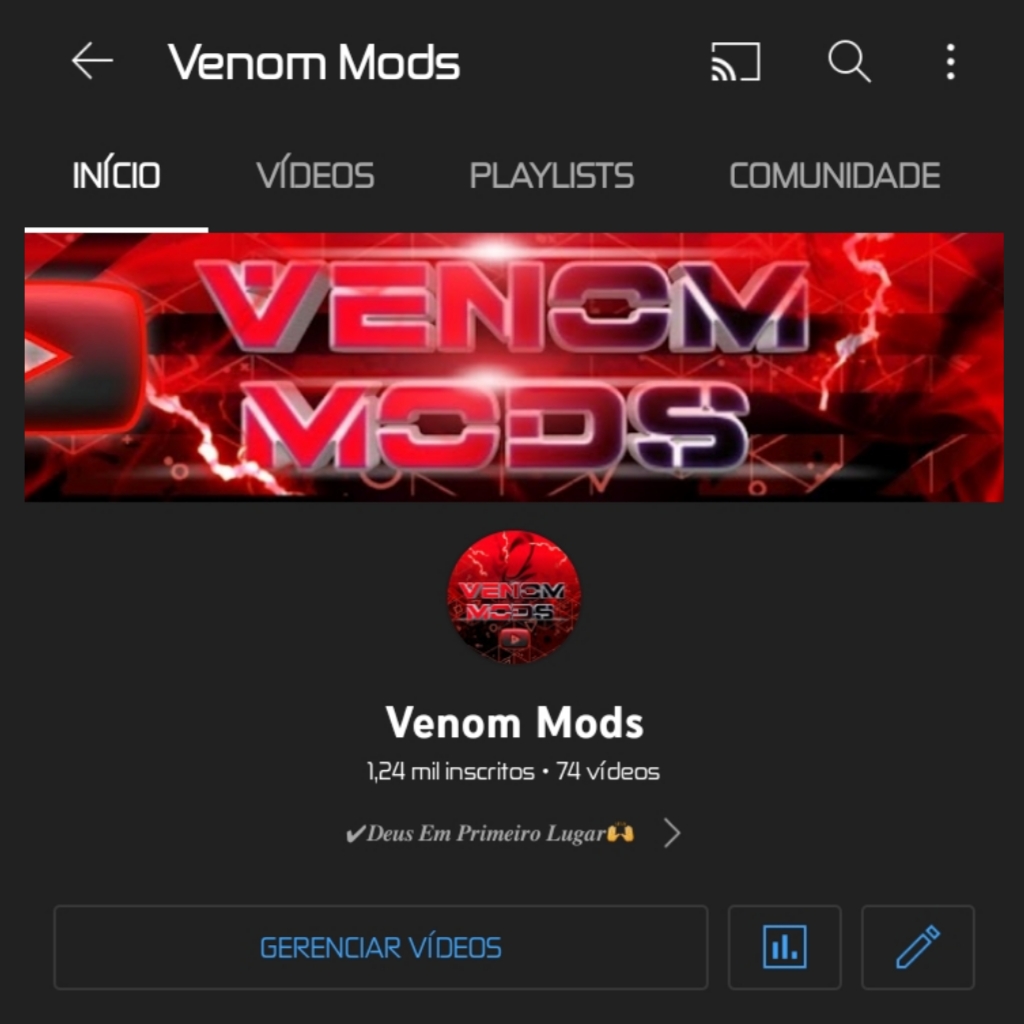 Venom Mods
INÍCIO VÍDEOS PLAYLISTS COMUNIDADE
VENOM
MODS
VENOM
MODS
Venom Mods
1,24 mil inscritos • 74 vídeos
✔Deus Em Primeiro Lugar🙌
GERENCIAR VÍDEOS